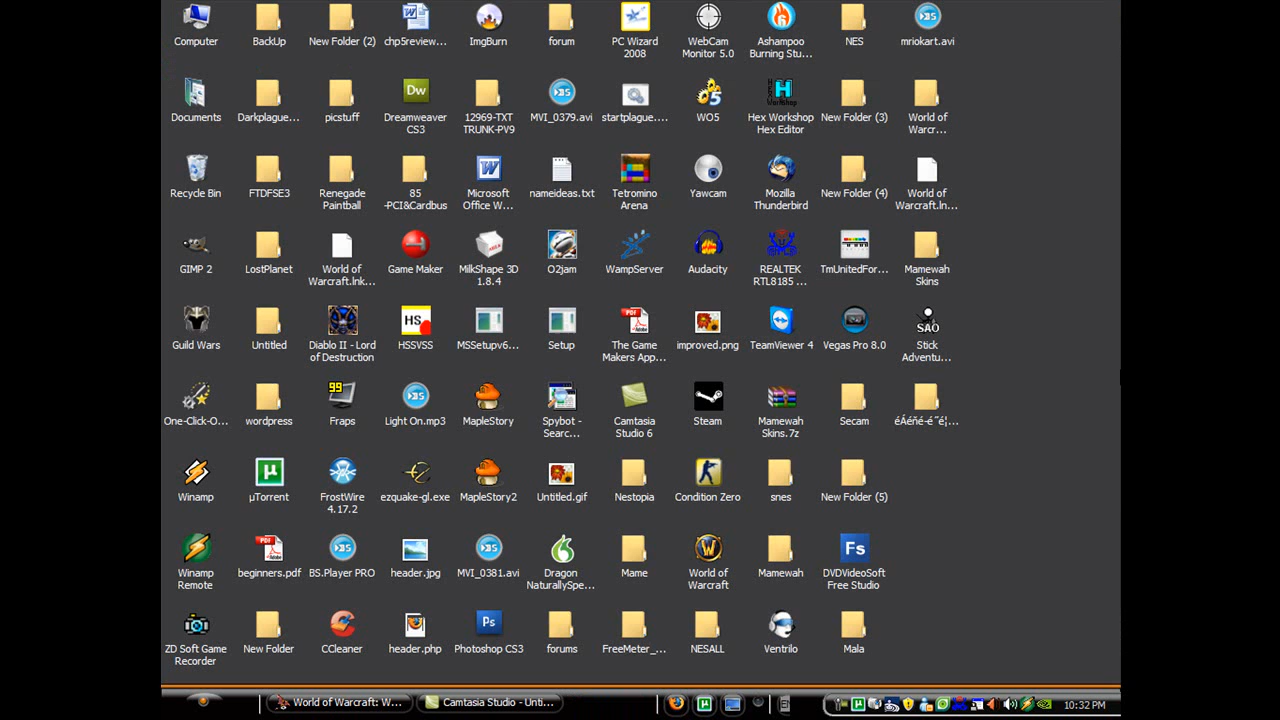 Computer
BackUp
New Folder (2)
chp5review...
ImgBurn
forum
PC Wizard
2008
WebCam
Monitor 5.0
Ashampoo
Burning Stu...
NES
mriokart.avi
Documents
Darkplague...
picstuff
Dw
Dreamweaver
CS3
12969-TXT
TRUNK-PV9
MVI_0379.avi
startplague....
WO5
Hex Workshop
Hex Editor
New Folder (3)
World of
Warcr...
Recycle Bin
FTDFSE3
Renegade
Paintball
85
-PCI&Cardbus
Microsoft
Office W...
nameideas.txt
Tetromino
Arena
Yawcam
Mozilla
Thunderbird
New Folder (4)
World of
Warcraft.ln...
GIMP 2
LostPlanet
World of
Warcraft.lnk...
Game Maker
MilkShape 3D
1.8.4
O2jam
WampServer
Audacity
REALTEK
RTL8185 ...
TmUnitedFor...
Mamewah
Skins
Guild Wars
Untitled
Diablo II - Lord
of Destruction
HS
HSSVSS
MSSetupv6...
Setup
PDF
The Game
Makers App...
improved.png
TeamViewer 4
Vegas Pro 8.0
SAO
Stick
Adventu...
One-Click-O...
wordpress
99
Fraps
Light On.mp3
MapleStory
Spybot -
Searc...
Camtasia
Studio 6
Steam
Mamewah
Skins.7z
Secam
éÁéñé-é¨é¦...
Winamp
µ
µTorrent
FrostWire
4.17.2
ezquake-gl.exe
MapleStory2
Untitled.gif
Nestopia
Condition Zero
snes
New Folder (5)
Winamp
Remote
PDF
beginners.pdf
BS.Player PRO
header.jpg
MVI_0381.avi
Dragon
NaturallySpe...
Mame
World of
Warcraft
Mamewah
Fs
DVDVideoSoft
Free Studio
ZD Soft Game
Recorder
New Folder
CCleaner
header.php
Ps
Photoshop CS3
forums
FreeMeter_...
NESALL
Ventrilo
Mala
World of Warcraft: W...
Camtasia Studio - Unti...
10:32 PM